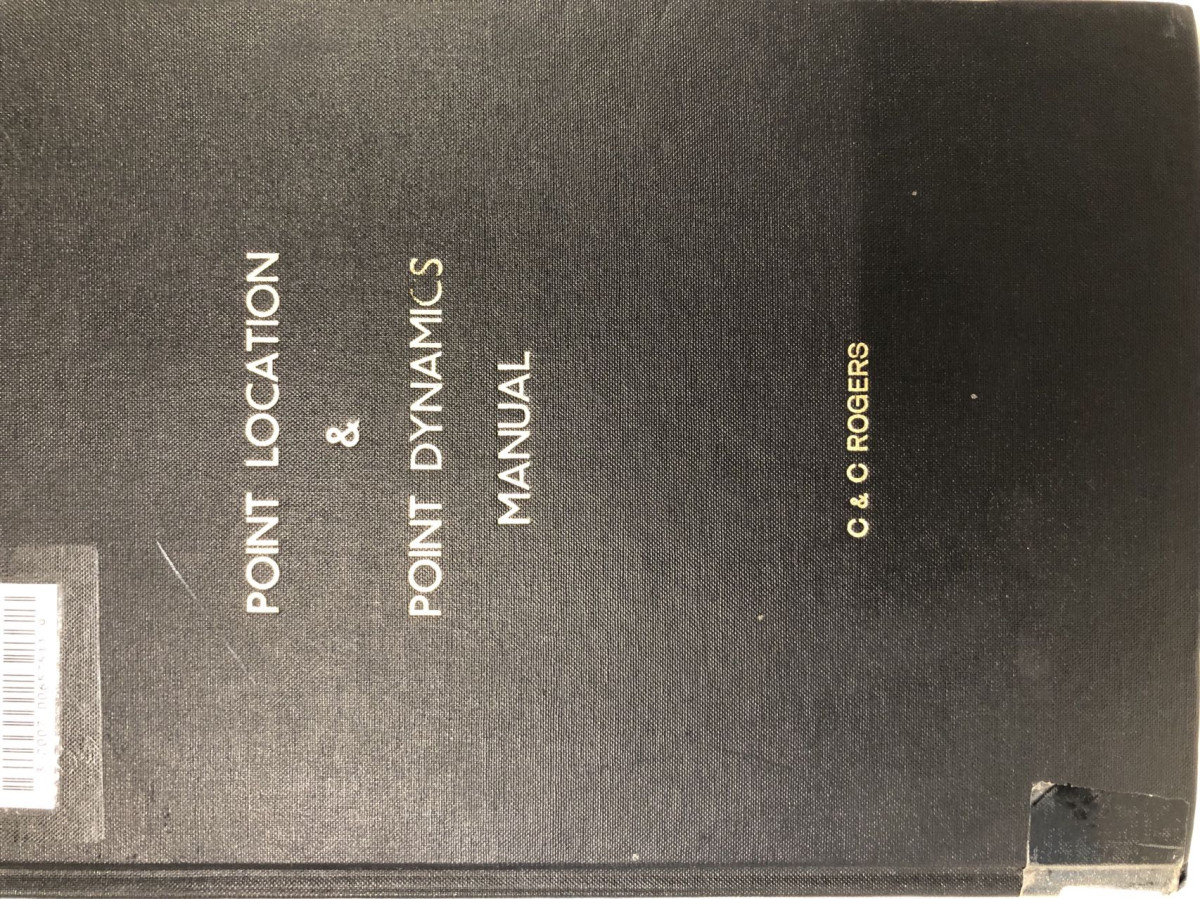 POINT LOCATION
&
POINT DYNAMICS
MANUAL
C & C ROGERS